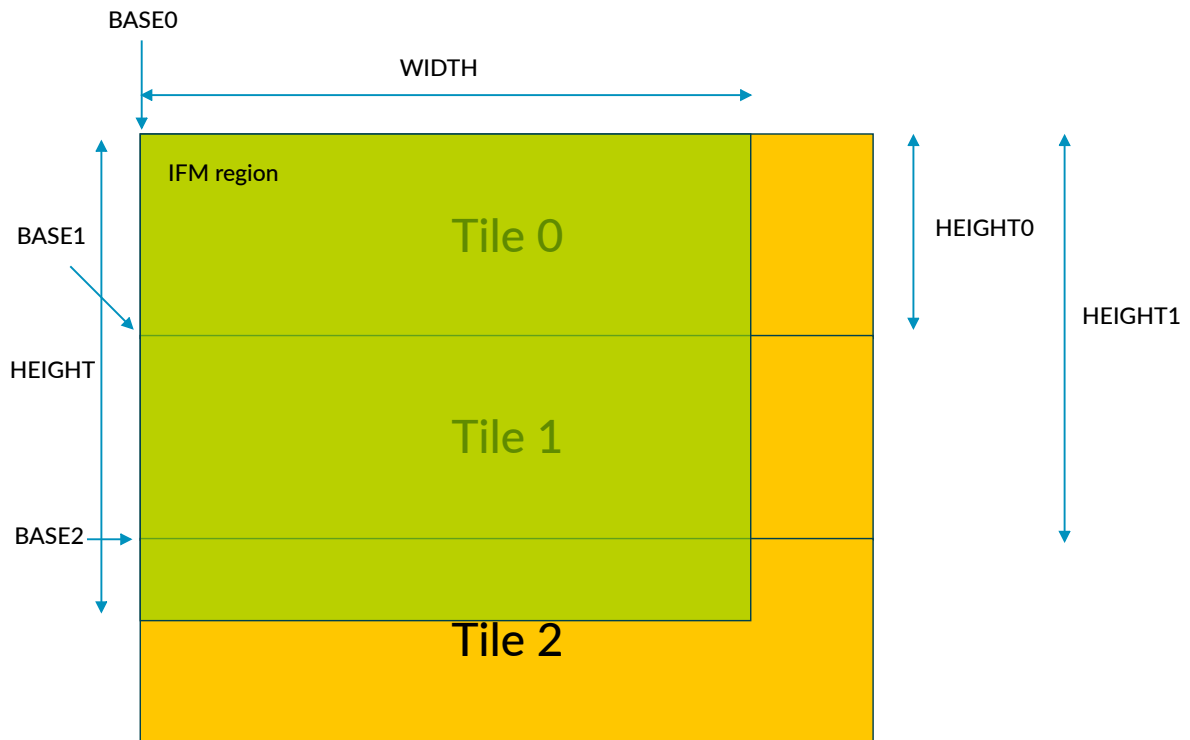 BASE0
WIDTH
IFM region
Tile 0
HEIGHT0
BASE1
HEIGHT1
HEIGHT
Tile 1
BASE2
Tile 2